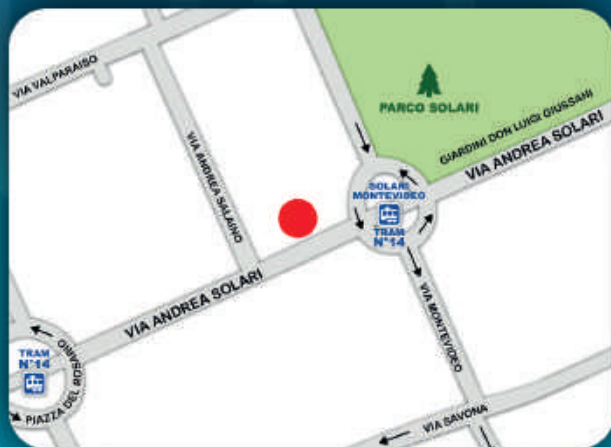 VIA VALPARAISO
PARCO SOLARI
GIARDINI DON LUIGI GIUSSANI
VIA ANDREA SOLARI
VIA ANDREA SALAINO
SOLARI
MONTEVIDEO
TRAM
N°14
VIA ANDREA SOLARI
VIA MONTEVIDEO
TRAM
N°14
PIAZZA DEL ROSARIO
VIA SAVONA